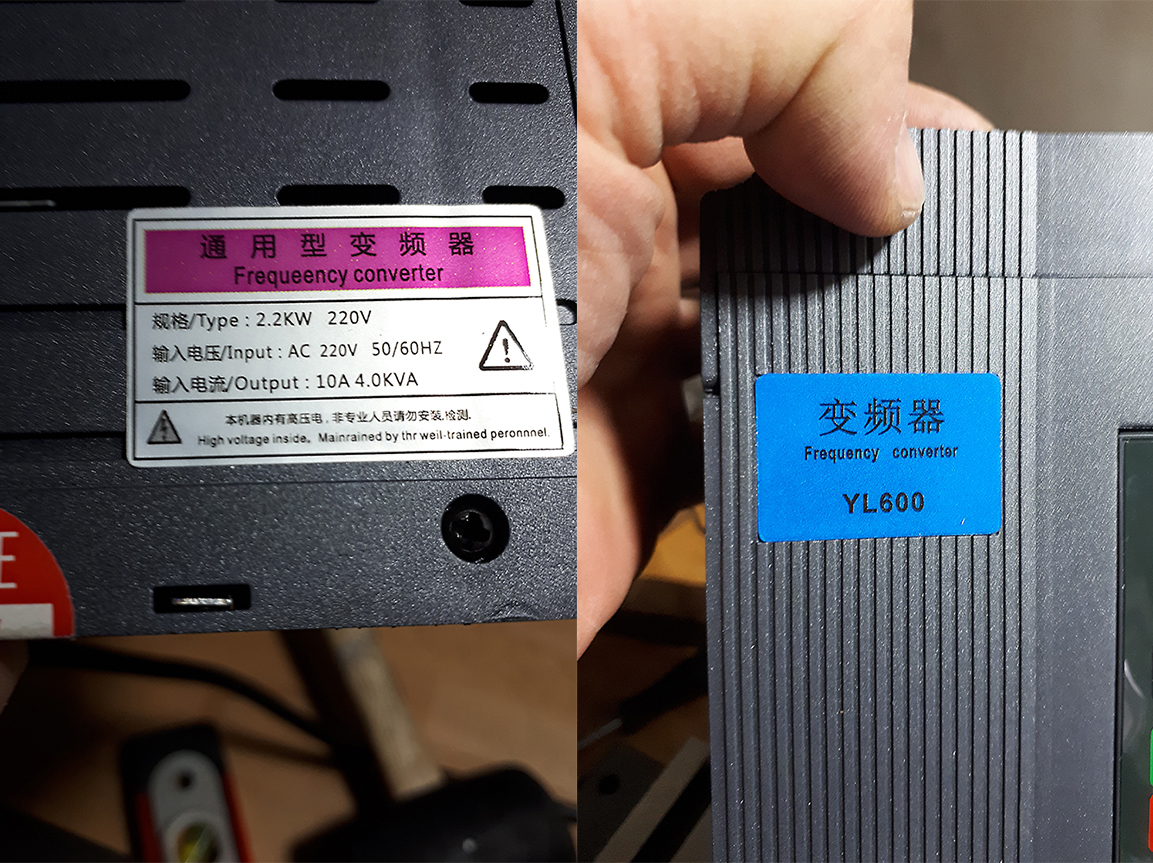 通用型变频器
Frequeency converter
规格/Type : 2.2KW 220V
输入电压/Input : AC 220V 50/60HZ
输入电流/Output : 10A 4.0KVA
本机器内有高压电, 非专业人员请勿安装,检测.
High voltage inside。Mainrained by thr weil-trained peronnnel.
E
变频器
Frequency converter
YL600